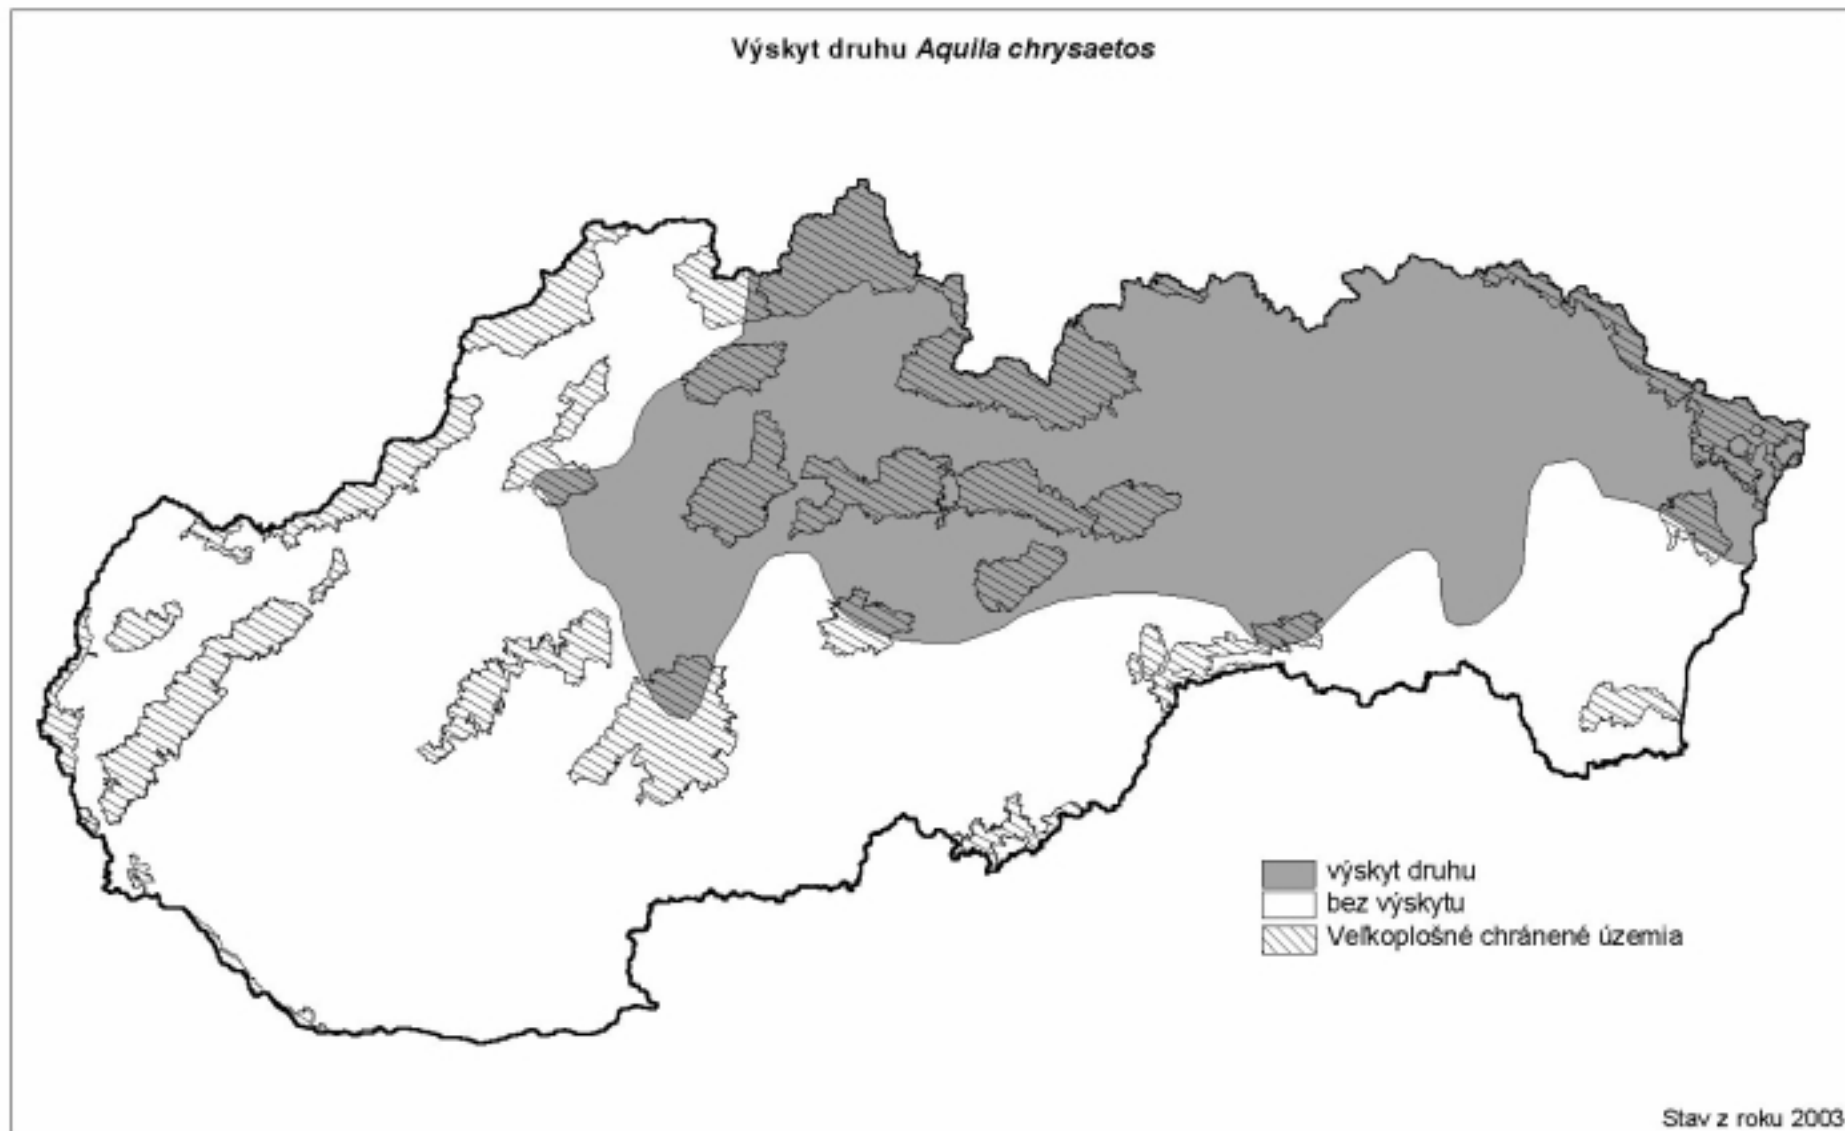 Výskyt druhu Aquila chrysaetos
výskyt druhu
bez výskytu
Veľkoplošné chránené územia
Stav z roku 2003